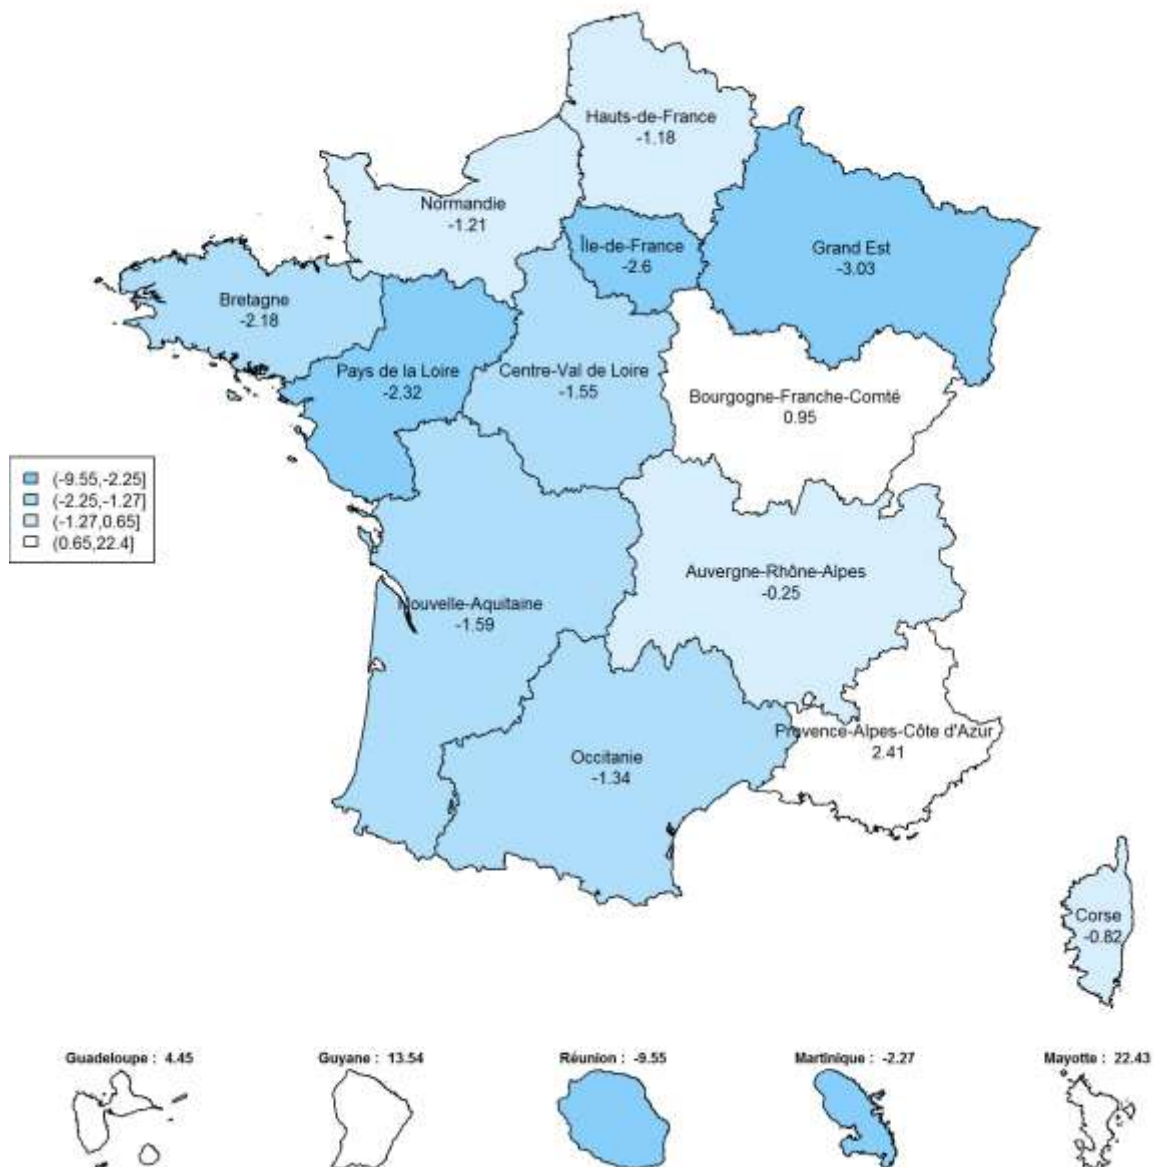 Hauts-de-France
-1.18
Normandie
-1.21
Île-de-France
-2.6
Grand Est
-3.03
Bretagne
-2.18
Pays de la Loire
-2.32
Centre-Val de Loire
-1.55
Bourgogne-Franche-Comté
0.95
(-9.55,-2.25]
(-2.25,-1.27]
(-1.27,0.65]
(0.65,22.4]
Auvergne-Rhône-Alpes
-0.25
Nouvelle-Aquitaine
-1.59
Provence-Alpes-Côte d'Azur
2.41
Occitanie
-1.34
Corse
-0.82
Guadeloupe : 4.45
Guyane : 13.54
Réunion : -9.55
Martinique : -2.27
Mayotte : 22.43